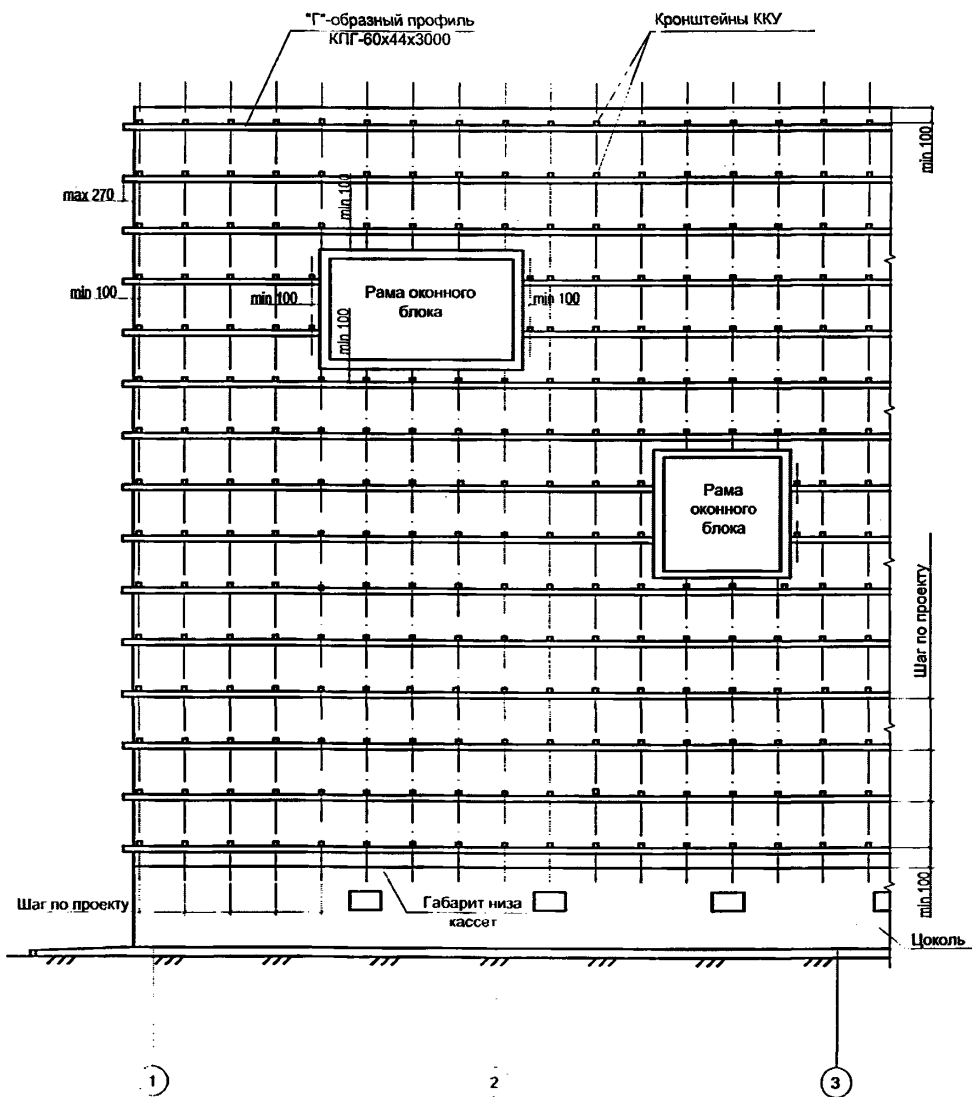 "Г"-образный профиль
КПГ-60х44х3000
Кронштейны ККУ
min 100
max 270
min 100
min 100
min 100
Рама оконного
блока
min 100
min 100
Рама
оконного
блока
Шаг по проекту
Шаг по проекту
Габарит низа
кассет
min 100
Цоколь
1
2
3